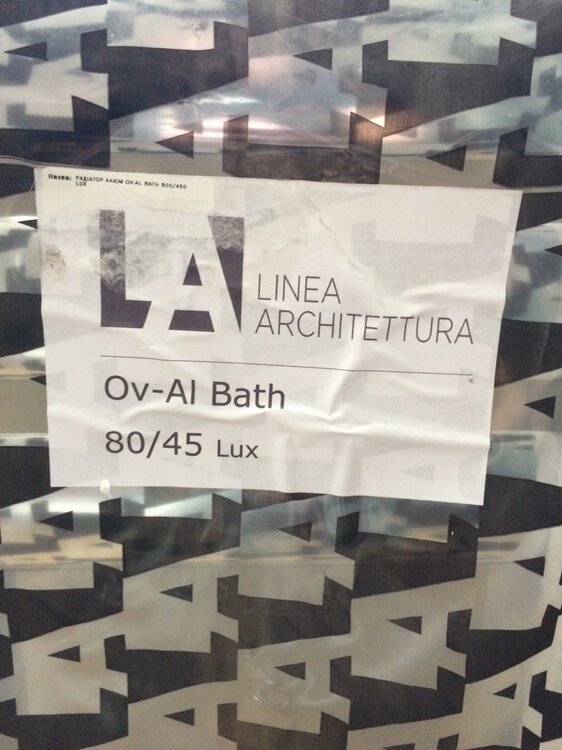 Назва: РАДІАТОР АЛЮМ OV-AL BATH 800/450
LUX
LA
LINEA
ARCHITETTURA
Ov-Al Bath
80/45 Lux